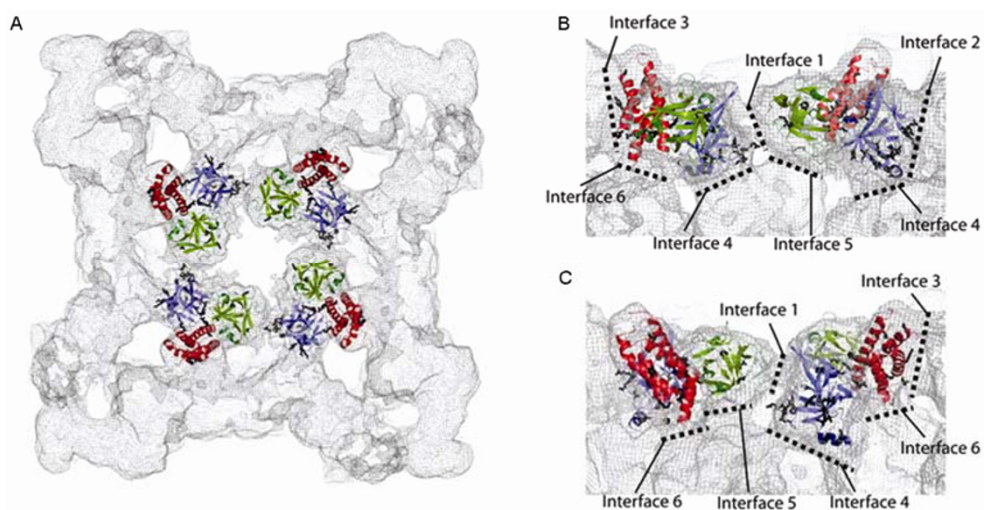 A
B
Interface 3
Interface 1
Interface 2
Interface 6
Interface 4
Interface 5
Interface 4
C
Interface 3
Interface 1
Interface 6
Interface 6
Interface 5
Interface 4